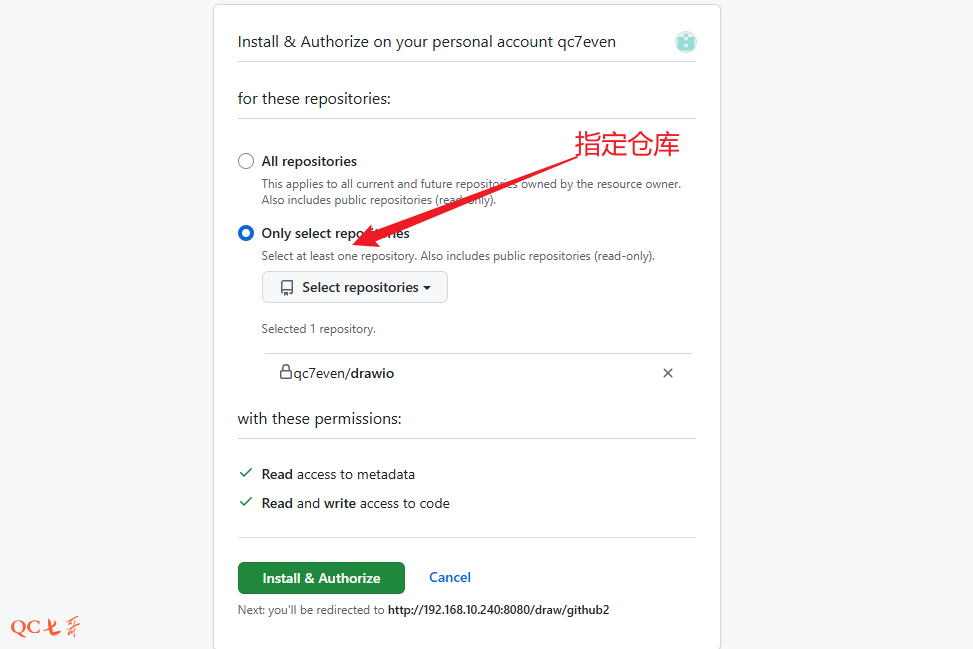 Install & Authorize on your personal account qc7even
for these repositories:
指定仓库
All repositories
This applies to all current and future repositories owned by the resource owner.
Also includes public repositories (read-only).
Only select repositories
Select at least one repository. Also includes public repositories (read-only).
Select repositories
Selected 1 repository.
qc7even/drawio
with these permissions:
Read access to metadata
Read and write access to code
Install & Authorize
Cancel
Next: you'll be redirected to http://192.168.10.240:8080/draw/github2
QC七哥